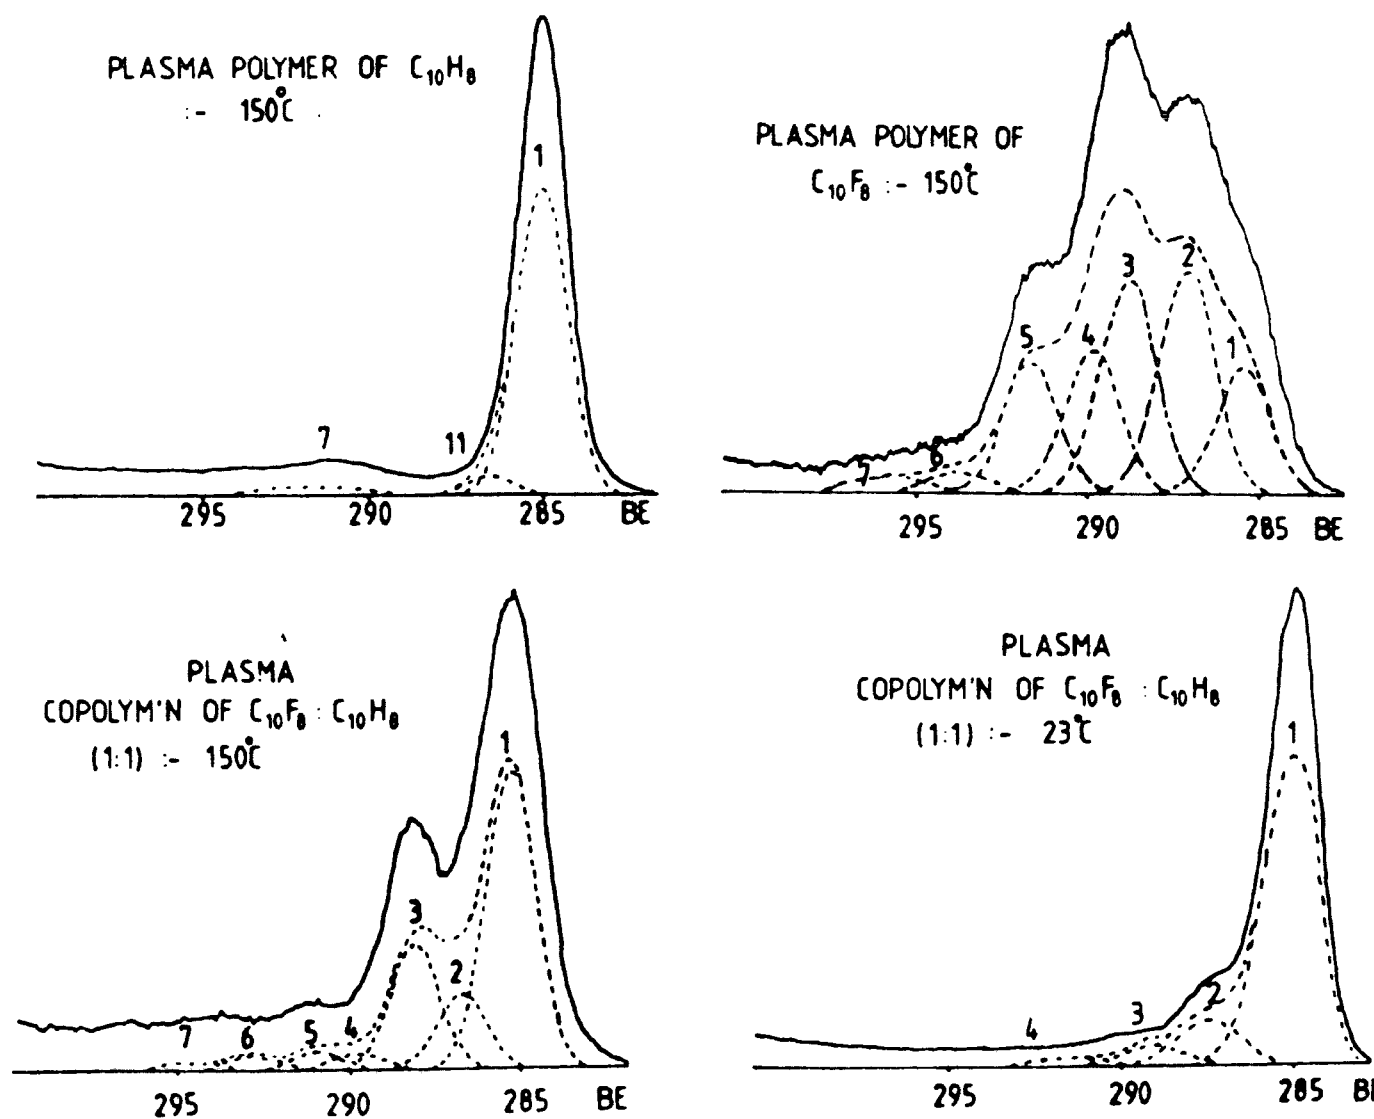 PLASMA POLYMER OF C₁₀H₈
:- 150°C
1
7
11
295 290 285 BE
PLASMA POLYMER OF
C₁₀F₈ :- 150°C
1
2
3
4
5
6
7
295 290 285 BE
PLASMA
COPOLYM'N OF C₁₀F₈ : C₁₀H₈
(1:1) :- 150°C
1
3
2
7 6 5 4
295 290 285 BE
PLASMA
COPOLYM'N OF C₁₀F₈ : C₁₀H₈
(1:1) :- 23°C
1
2
3
4
295 290 285 BE